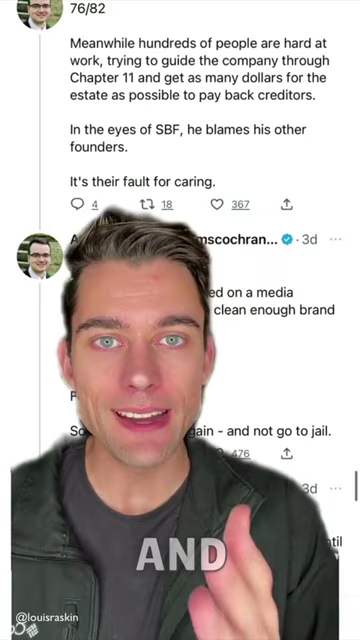 76/82
Meanwhile hundreds of people are hard at
work, trying to guide the company through
Chapter 11 and get as many dollars for the
estate as possible to pay back creditors.
In the eyes of SBF, he blames his other
founders.
It's their fault for caring.
4 18 367
mscochran... · 3d ...
ed on a media
clean enough brand
gain - and not go to jail.
476
3d ...
AND
@louisraskin